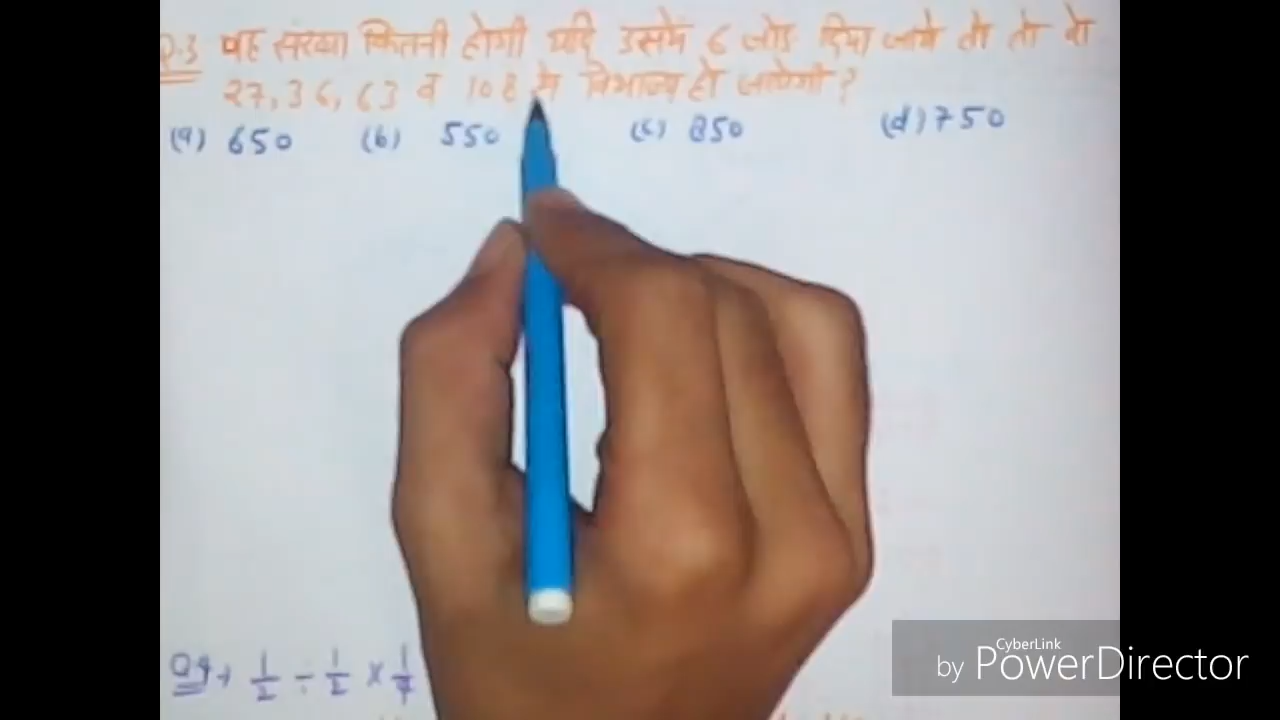 Q.3 वह संख्या कितनी होगी यदि उसमें 6 जोड दिया जाये तो तो वो
27, 36, 63 व 108 से विभाज्य हो जायेगी?
(a) 650 (b) 550 (c) 850 (d) 750
Q4, 1/2 ÷ 1/2 × 1/7
CyberLink
by PowerDirector